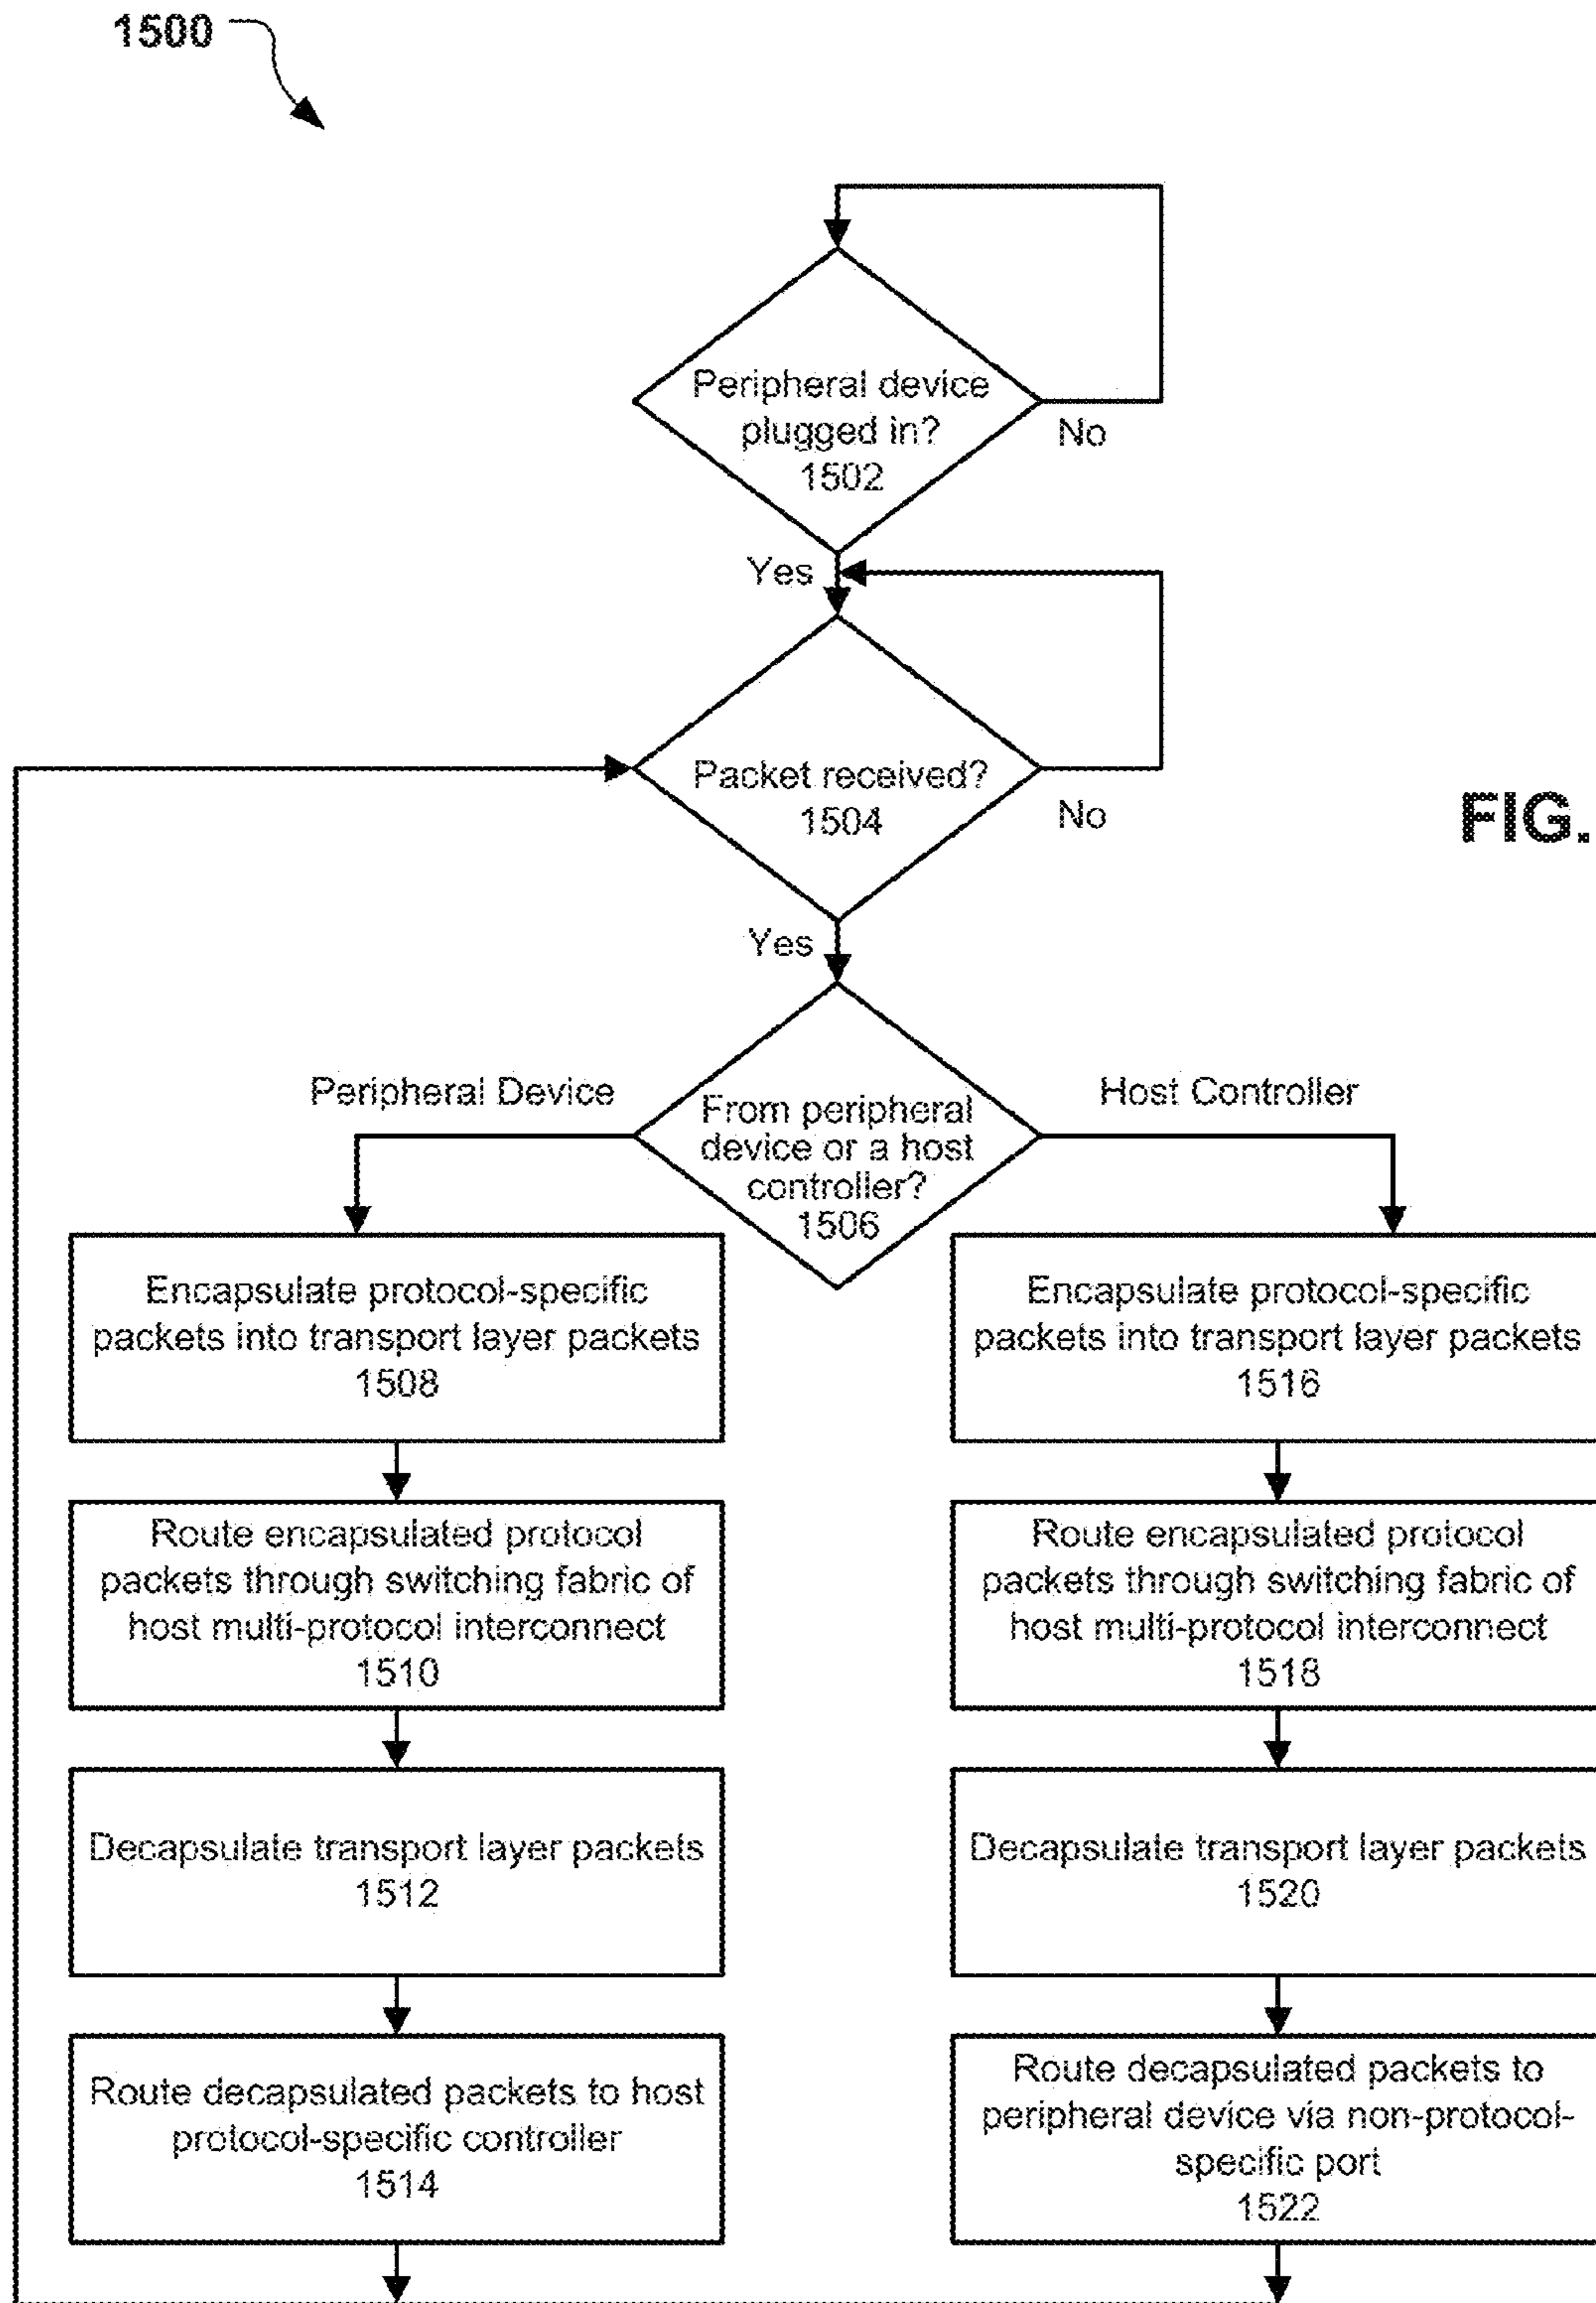 1500
Peripheral device
plugged in?
1502
No
Yes
Packet received?
1504
No
FIG.
Yes
Peripheral Device
Host Controller
From peripheral
device or a host
controller?
1506
Encapsulate protocol-specific
packets into transport layer packets
1508
Encapsulate protocol-specific
packets into transport layer packets
1516
Route encapsulated protocol
packets through switching fabric of
host multi-protocol interconnect
1510
Route encapsulated protocol
packets through switching fabric of
host multi-protocol interconnect
1518
Decapsulate transport layer packets
1512
Decapsulate transport layer packets
1520
Route decapsulated packets to host
protocol-specific controller
1514
Route decapsulated packets to
peripheral device via non-protocol-
specific port
1522